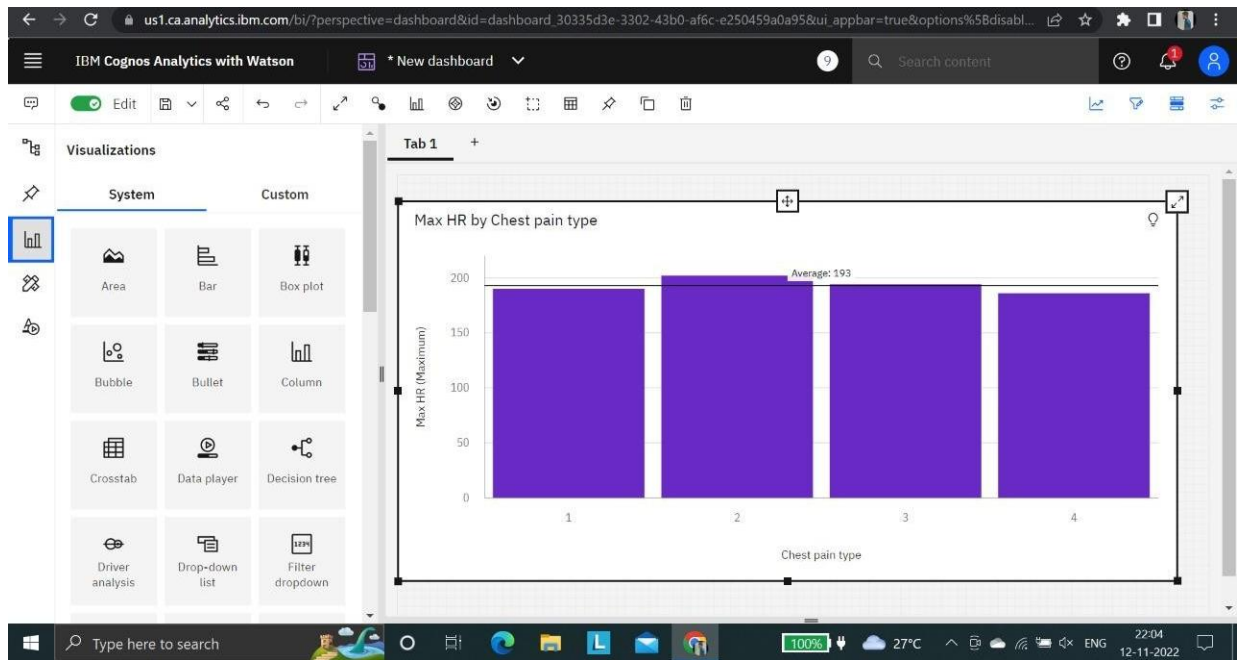 us1.ca.analytics.ibm.com/bi/?perspective=dashboard&id=dashboard_30335d3e-3302-43b0-af6c-e250459a0a95&ui_appbar=true&options%5Bdisabl...
IBM Cognos Analytics with Watson
* New dashboard
9
Search content
1
Edit
Visualizations
Tab 1 +
System Custom
Area Bar Box plot
Bubble Bullet Column
Crosstab Data player Decision tree
1234
Driver analysis
Drop-down list
Filter dropdown
Max HR by Chest pain type
Average: 193
Max HR (Maximum)
200
150
100
50
0
1 2 3 4
Chest pain type
Type here to search
L
100%
27°C
ENG
22:04
12-11-2022